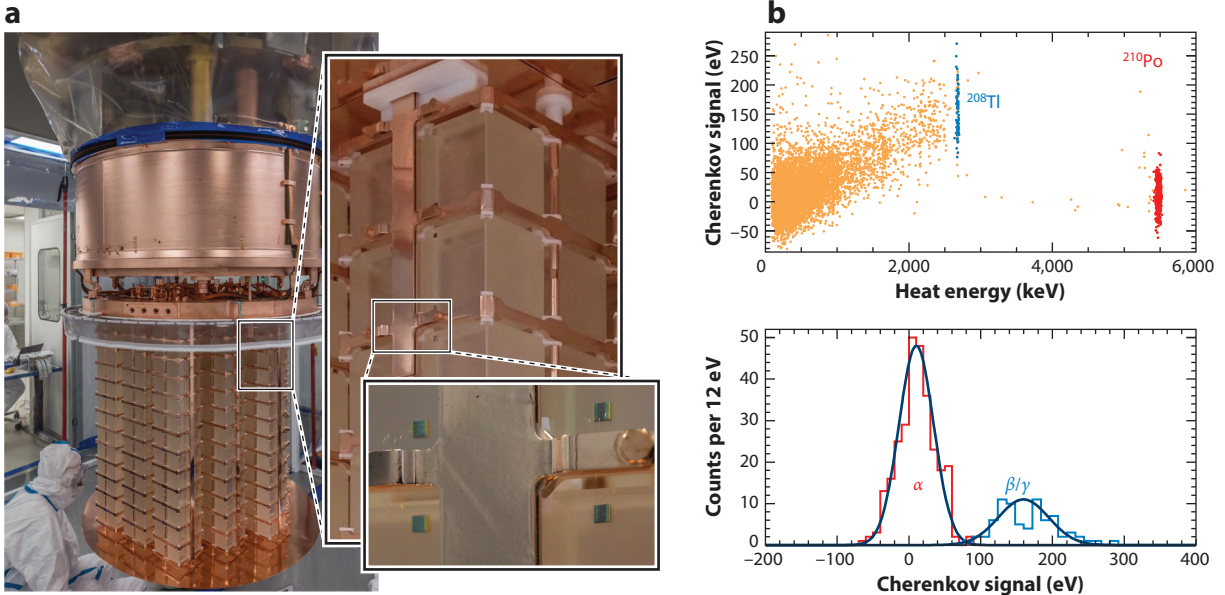 a
b
Cherenkov signal (eV)
250
200
150
100
50
0
−50
²¹⁰Po
²⁰⁸Tl
0
2,000
4,000
6,000
Heat energy (keV)
Counts per 12 eV
50
40
30
20
10
0
α
β/γ
−200
−100
0
100
200
300
400
Cherenkov signal (eV)